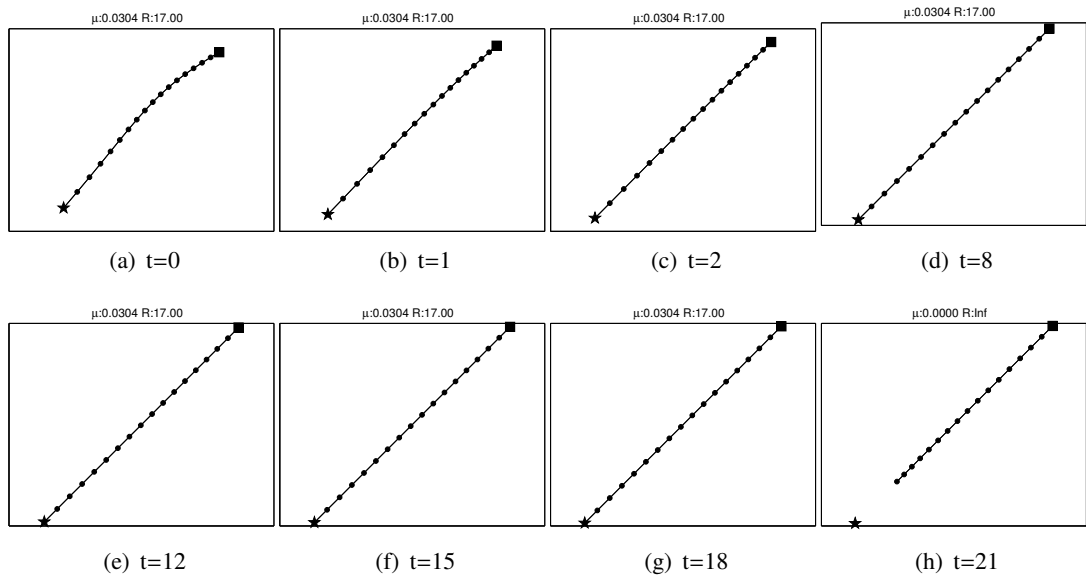 μ:0.0304 R:17.00 μ:0.0304 R:17.00 μ:0.0304 R:17.00 μ:0.0304 R:17.00
(a) t=0 (b) t=1 (c) t=2 (d) t=8
μ:0.0304 R:17.00 μ:0.0304 R:17.00 μ:0.0304 R:17.00 μ:0.0000 R:Inf
(e) t=12 (f) t=15 (g) t=18 (h) t=21